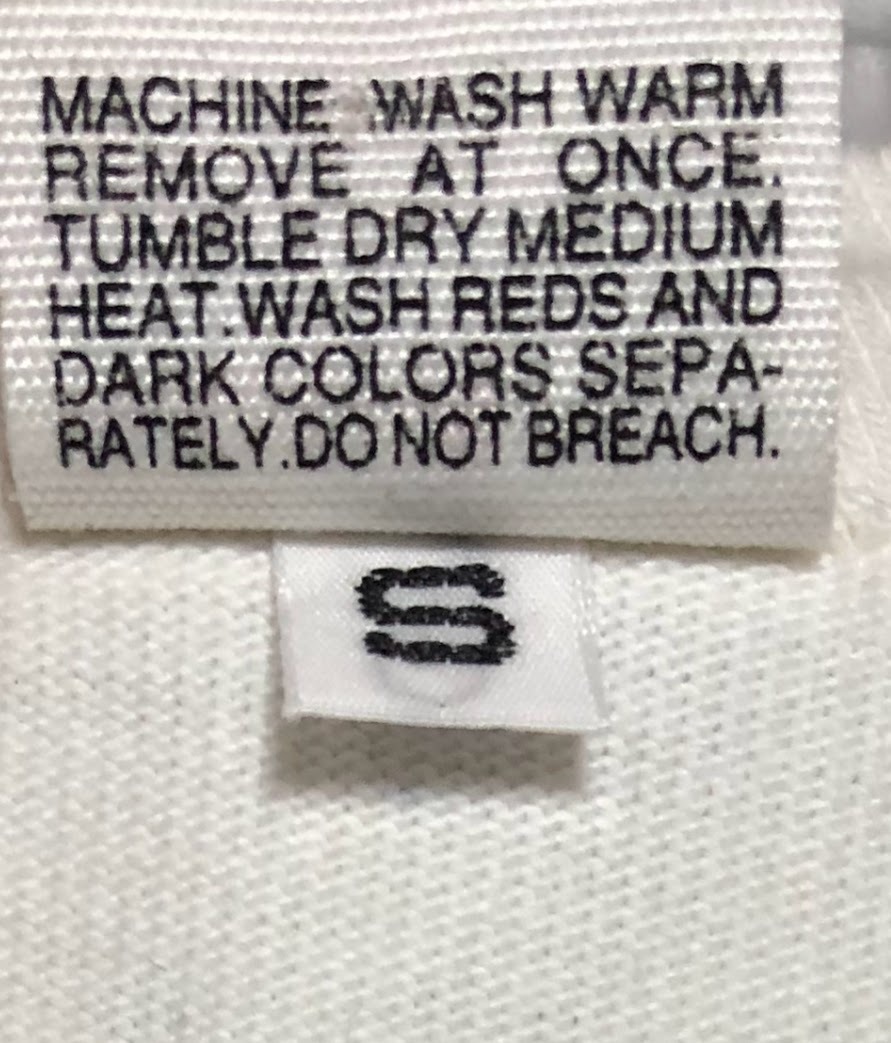 MACHINE WASH WARM
REMOVE AT ONCE.
TUMBLE DRY MEDIUM
HEAT.WASH REDS AND
DARK COLORS SEPA-
RATELY.DO NOT BREACH.
S